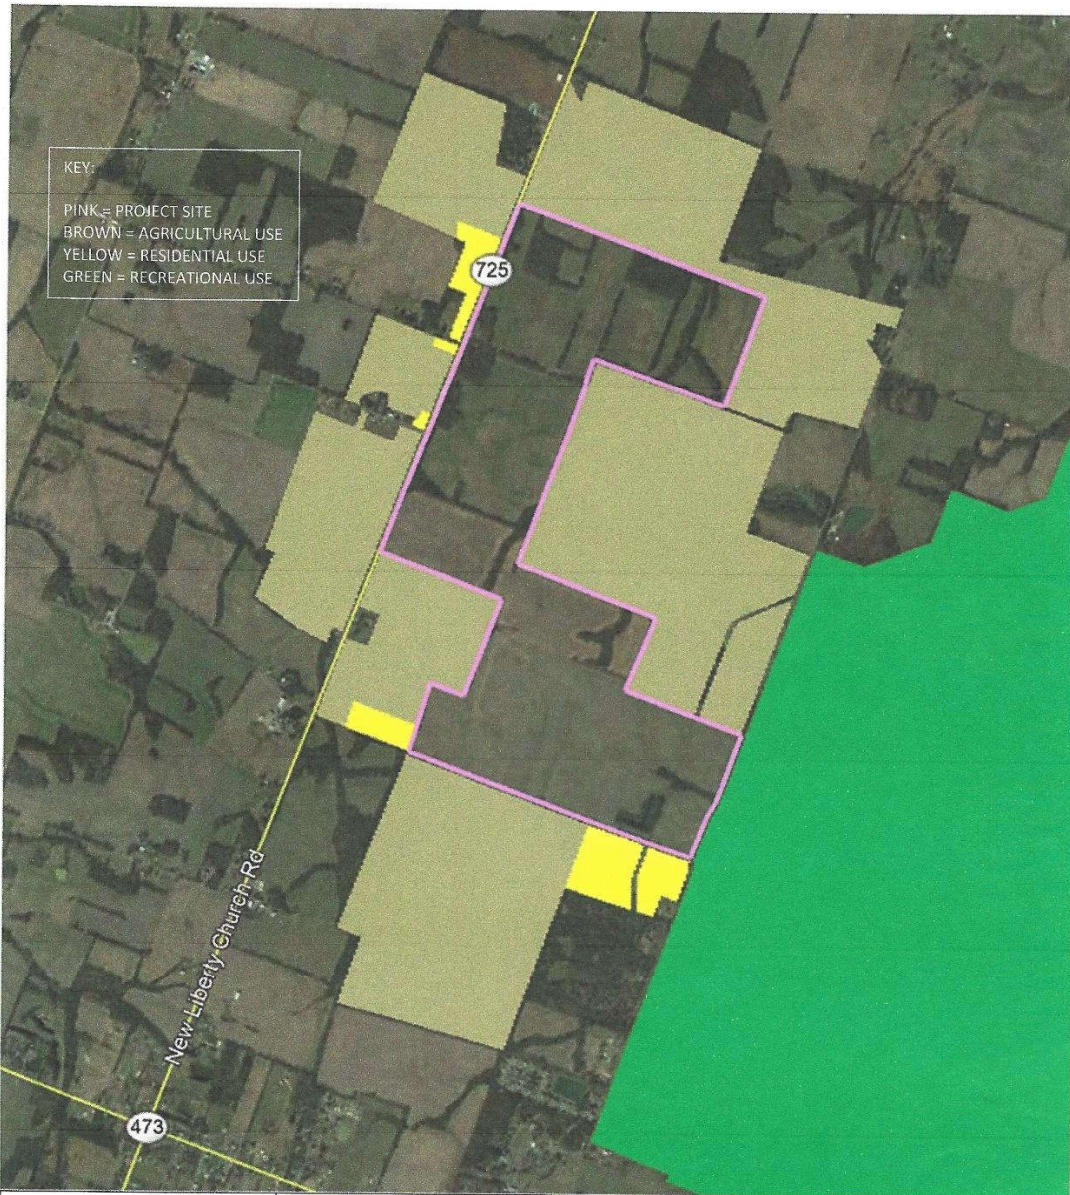 KEY:
PINK = PROJECT SITE
BROWN = AGRICULTURAL USE
YELLOW = RESIDENTIAL USE
GREEN = RECREATIONAL USE
725
New Liberty Church Rd
473